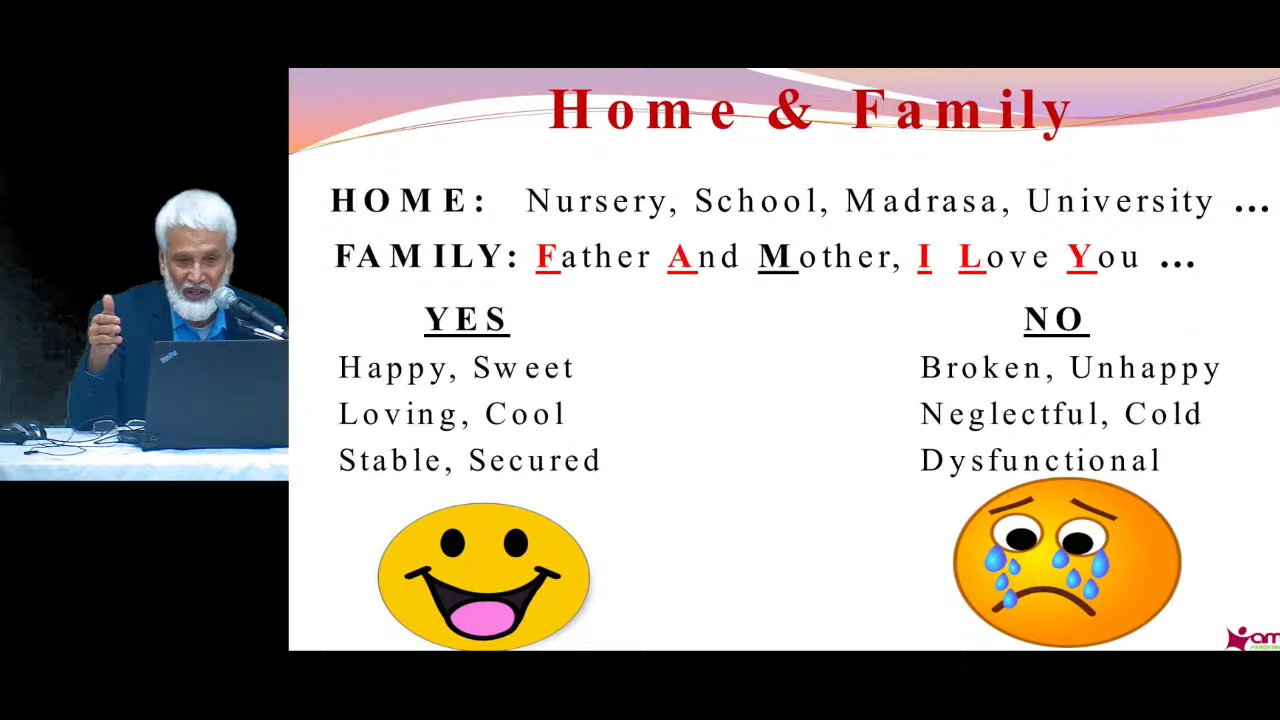 Home & Family
HOME: Nursery, School, Madrasa, University ...
FAMILY: Father And Mother, I Love You ...
YES
NO
Happy, Sweet
Broken, Unhappy
Loving, Cool
Neglectful, Cold
Stable, Secured
Dysfunctional
am